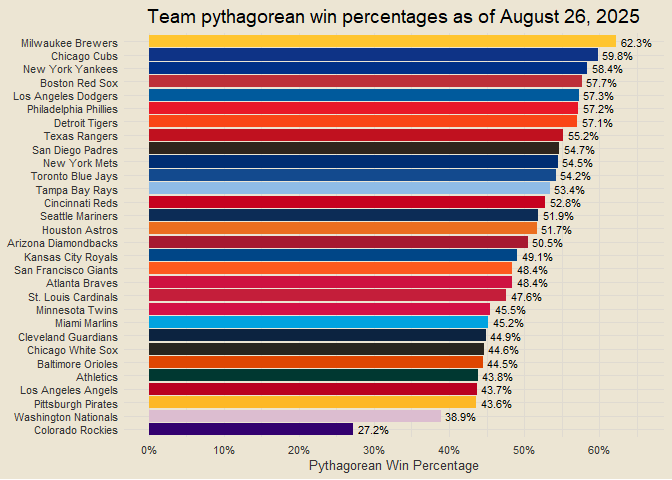 Team pythagorean win percentages as of August 26, 2025
Milwaukee Brewers 62.3%
Chicago Cubs 59.8%
New York Yankees 58.4%
Boston Red Sox 57.7%
Los Angeles Dodgers 57.3%
Philadelphia Phillies 57.2%
Detroit Tigers 57.1%
Texas Rangers 55.2%
San Diego Padres 54.7%
New York Mets 54.5%
Toronto Blue Jays 54.2%
Tampa Bay Rays 53.4%
Cincinnati Reds 52.8%
Seattle Mariners 51.9%
Houston Astros 51.7%
Arizona Diamondbacks 50.5%
Kansas City Royals 49.1%
San Francisco Giants 48.4%
Atlanta Braves 48.4%
St. Louis Cardinals 47.6%
Minnesota Twins 45.5%
Miami Marlins 45.2%
Cleveland Guardians 44.9%
Chicago White Sox 44.6%
Baltimore Orioles 44.5%
Athletics 43.8%
Los Angeles Angels 43.7%
Pittsburgh Pirates 43.6%
Washington Nationals 38.9%
Colorado Rockies 27.2%
0% 10% 20% 30% 40% 50% 60%
Pythagorean Win Percentage